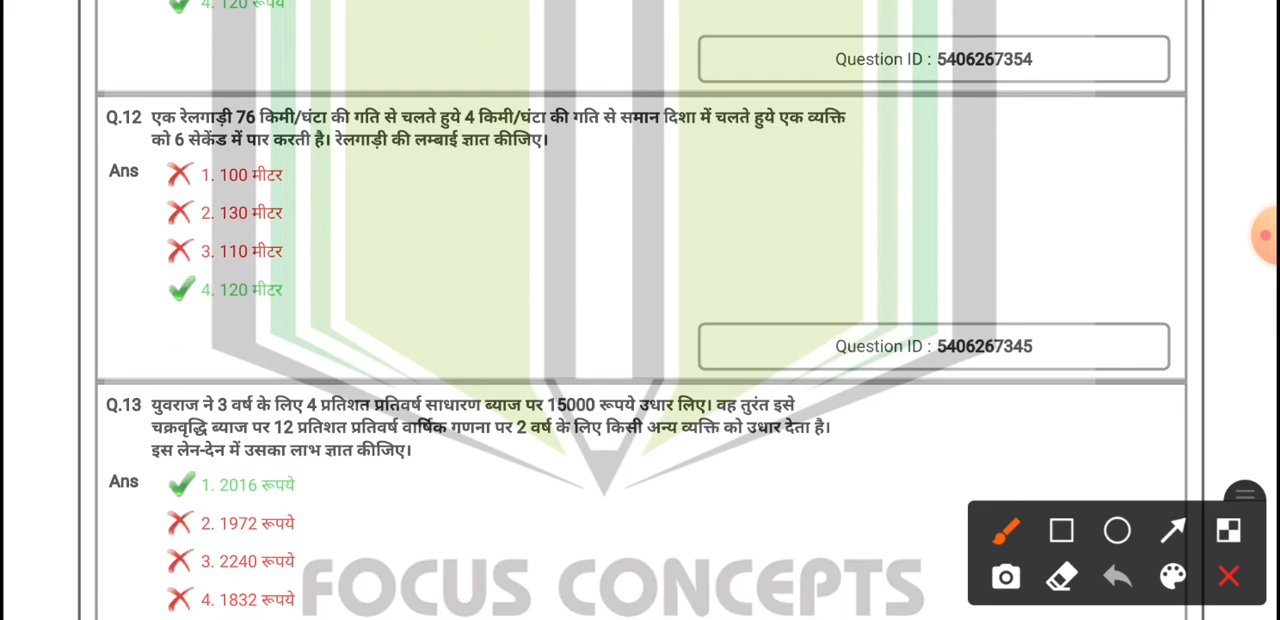 4. 120 रूपये
Question ID : 5406267354
Q.12 एक रेलगाड़ी 76 किमी/घंटा की गति से चलते हुये 4 किमी/घंटा की गति से समान दिशा में चलते हुये एक व्यक्ति
को 6 सेकेंड में पार करती है। रेलगाड़ी की लम्बाई ज्ञात कीजिए।
Ans
1. 100 मीटर
2. 130 मीटर
3. 110 मीटर
4. 120 मीटर
Question ID : 5406267345
Q.13 युवराज ने 3 वर्ष के लिए 4 प्रतिशत प्रतिवर्ष साधारण ब्याज पर 15000 रूपये उधार लिए। वह तुरंत इसे
चक्रवृद्धि ब्याज पर 12 प्रतिशत प्रतिवर्ष वार्षिक गणना पर 2 वर्ष के लिए किसी अन्य व्यक्ति को उधार देता है।
इस लेन-देन में उसका लाभ ज्ञात कीजिए।
Ans
1. 2016 रूपये
2. 1972 रूपये
3. 2240 रूपये
4. 1832 रूपये
FOCUS CONCEPTS